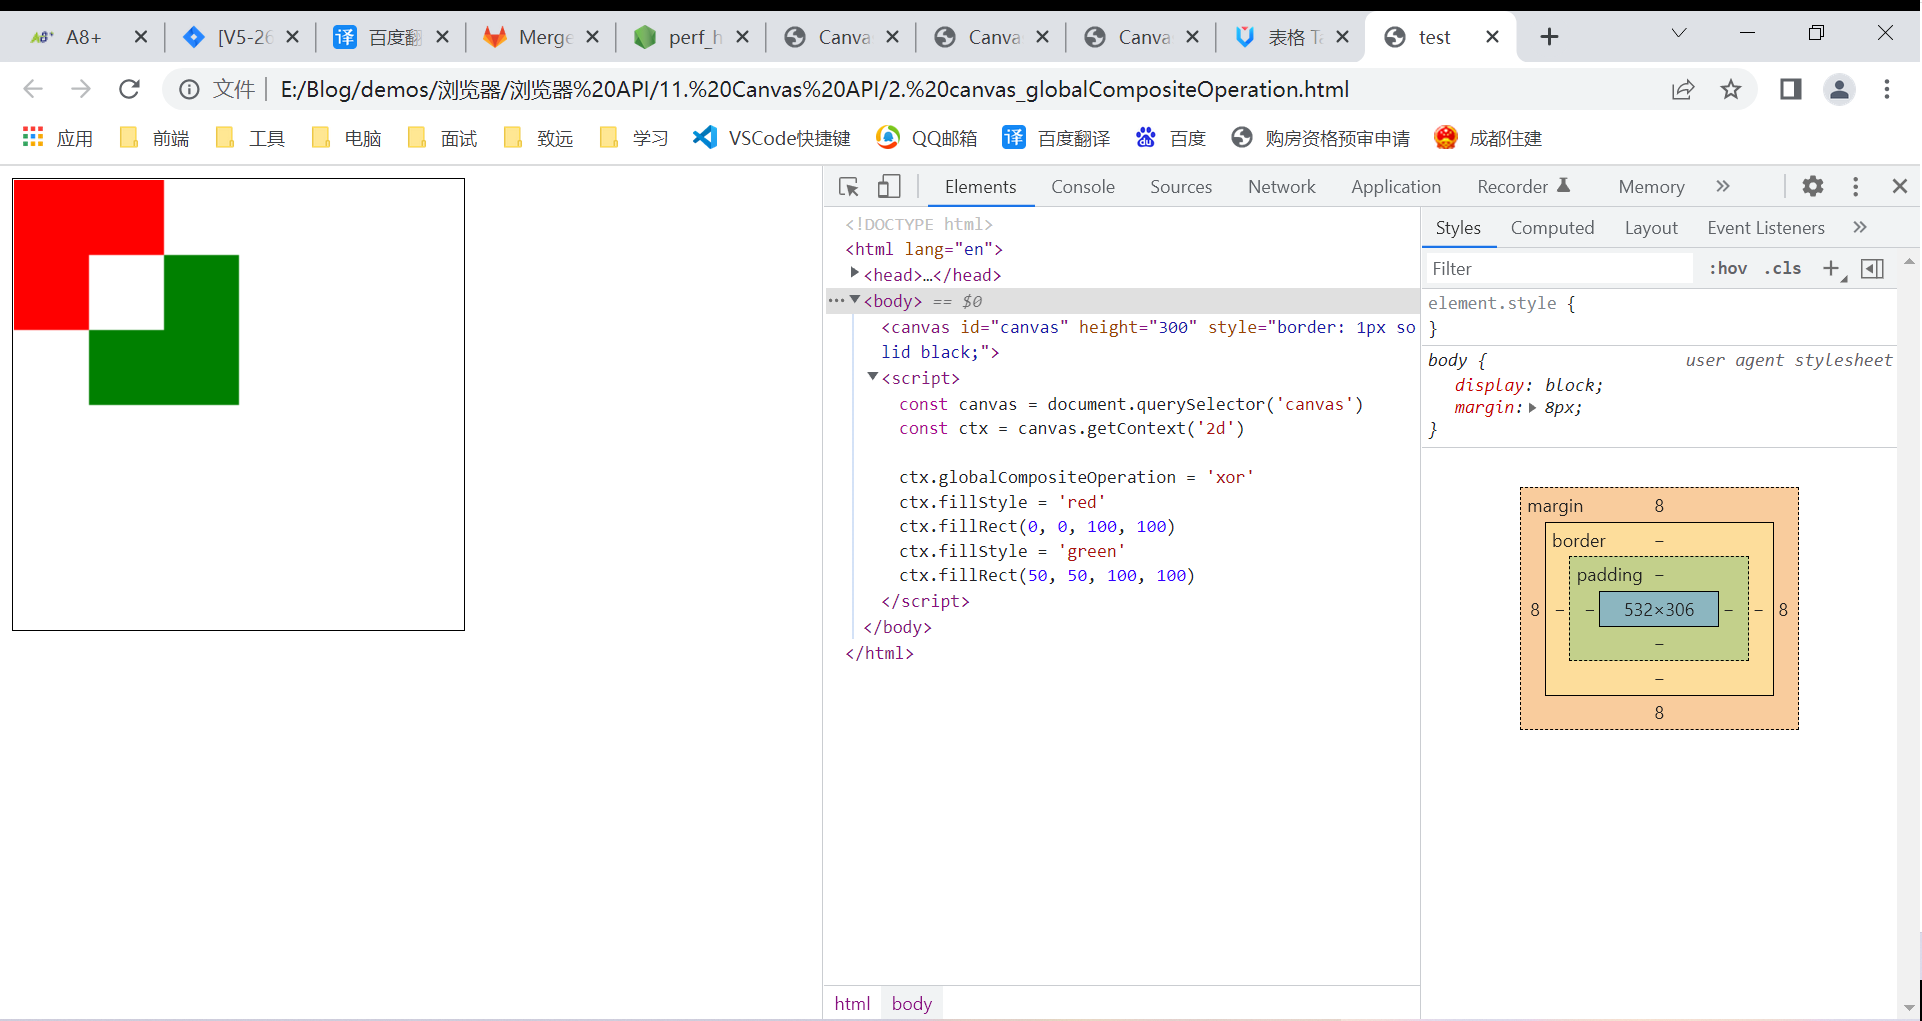 A8+ [V5-26 百度翻 Merge perf_h Canva Canva Canva 表格 Ta test
文件 E:/Blog/demos/浏览器/浏览器%20API/11.%20Canvas%20API/2.%20canvas_globalCompositeOperation.html
应用 前端 工具 电脑 面试 致远 学习 VSCode快捷键 QQ邮箱 译 百度翻译 百度 购房资格预审申请 成都住建
Elements Console Sources Network Application Recorder Memory
<!DOCTYPE html>
<html lang="en">
<head>…</head>
<body> == $0
<canvas id="canvas" height="300" style="border: 1px so
lid black;">
<script>
const canvas = document.querySelector('canvas')
const ctx = canvas.getContext('2d')
ctx.globalCompositeOperation = 'xor'
ctx.fillStyle = 'red'
ctx.fillRect(0, 0, 100, 100)
ctx.fillStyle = 'green'
ctx.fillRect(50, 50, 100, 100)
</script>
</body>
</html>
html body
Styles Computed Layout Event Listeners
Filter :hov .cls
element.style {
}
body { user agent stylesheet
display: block;
margin: 8px;
}
margin 8
border –
padding –
8 – – 532×306 – – 8
–
–
8